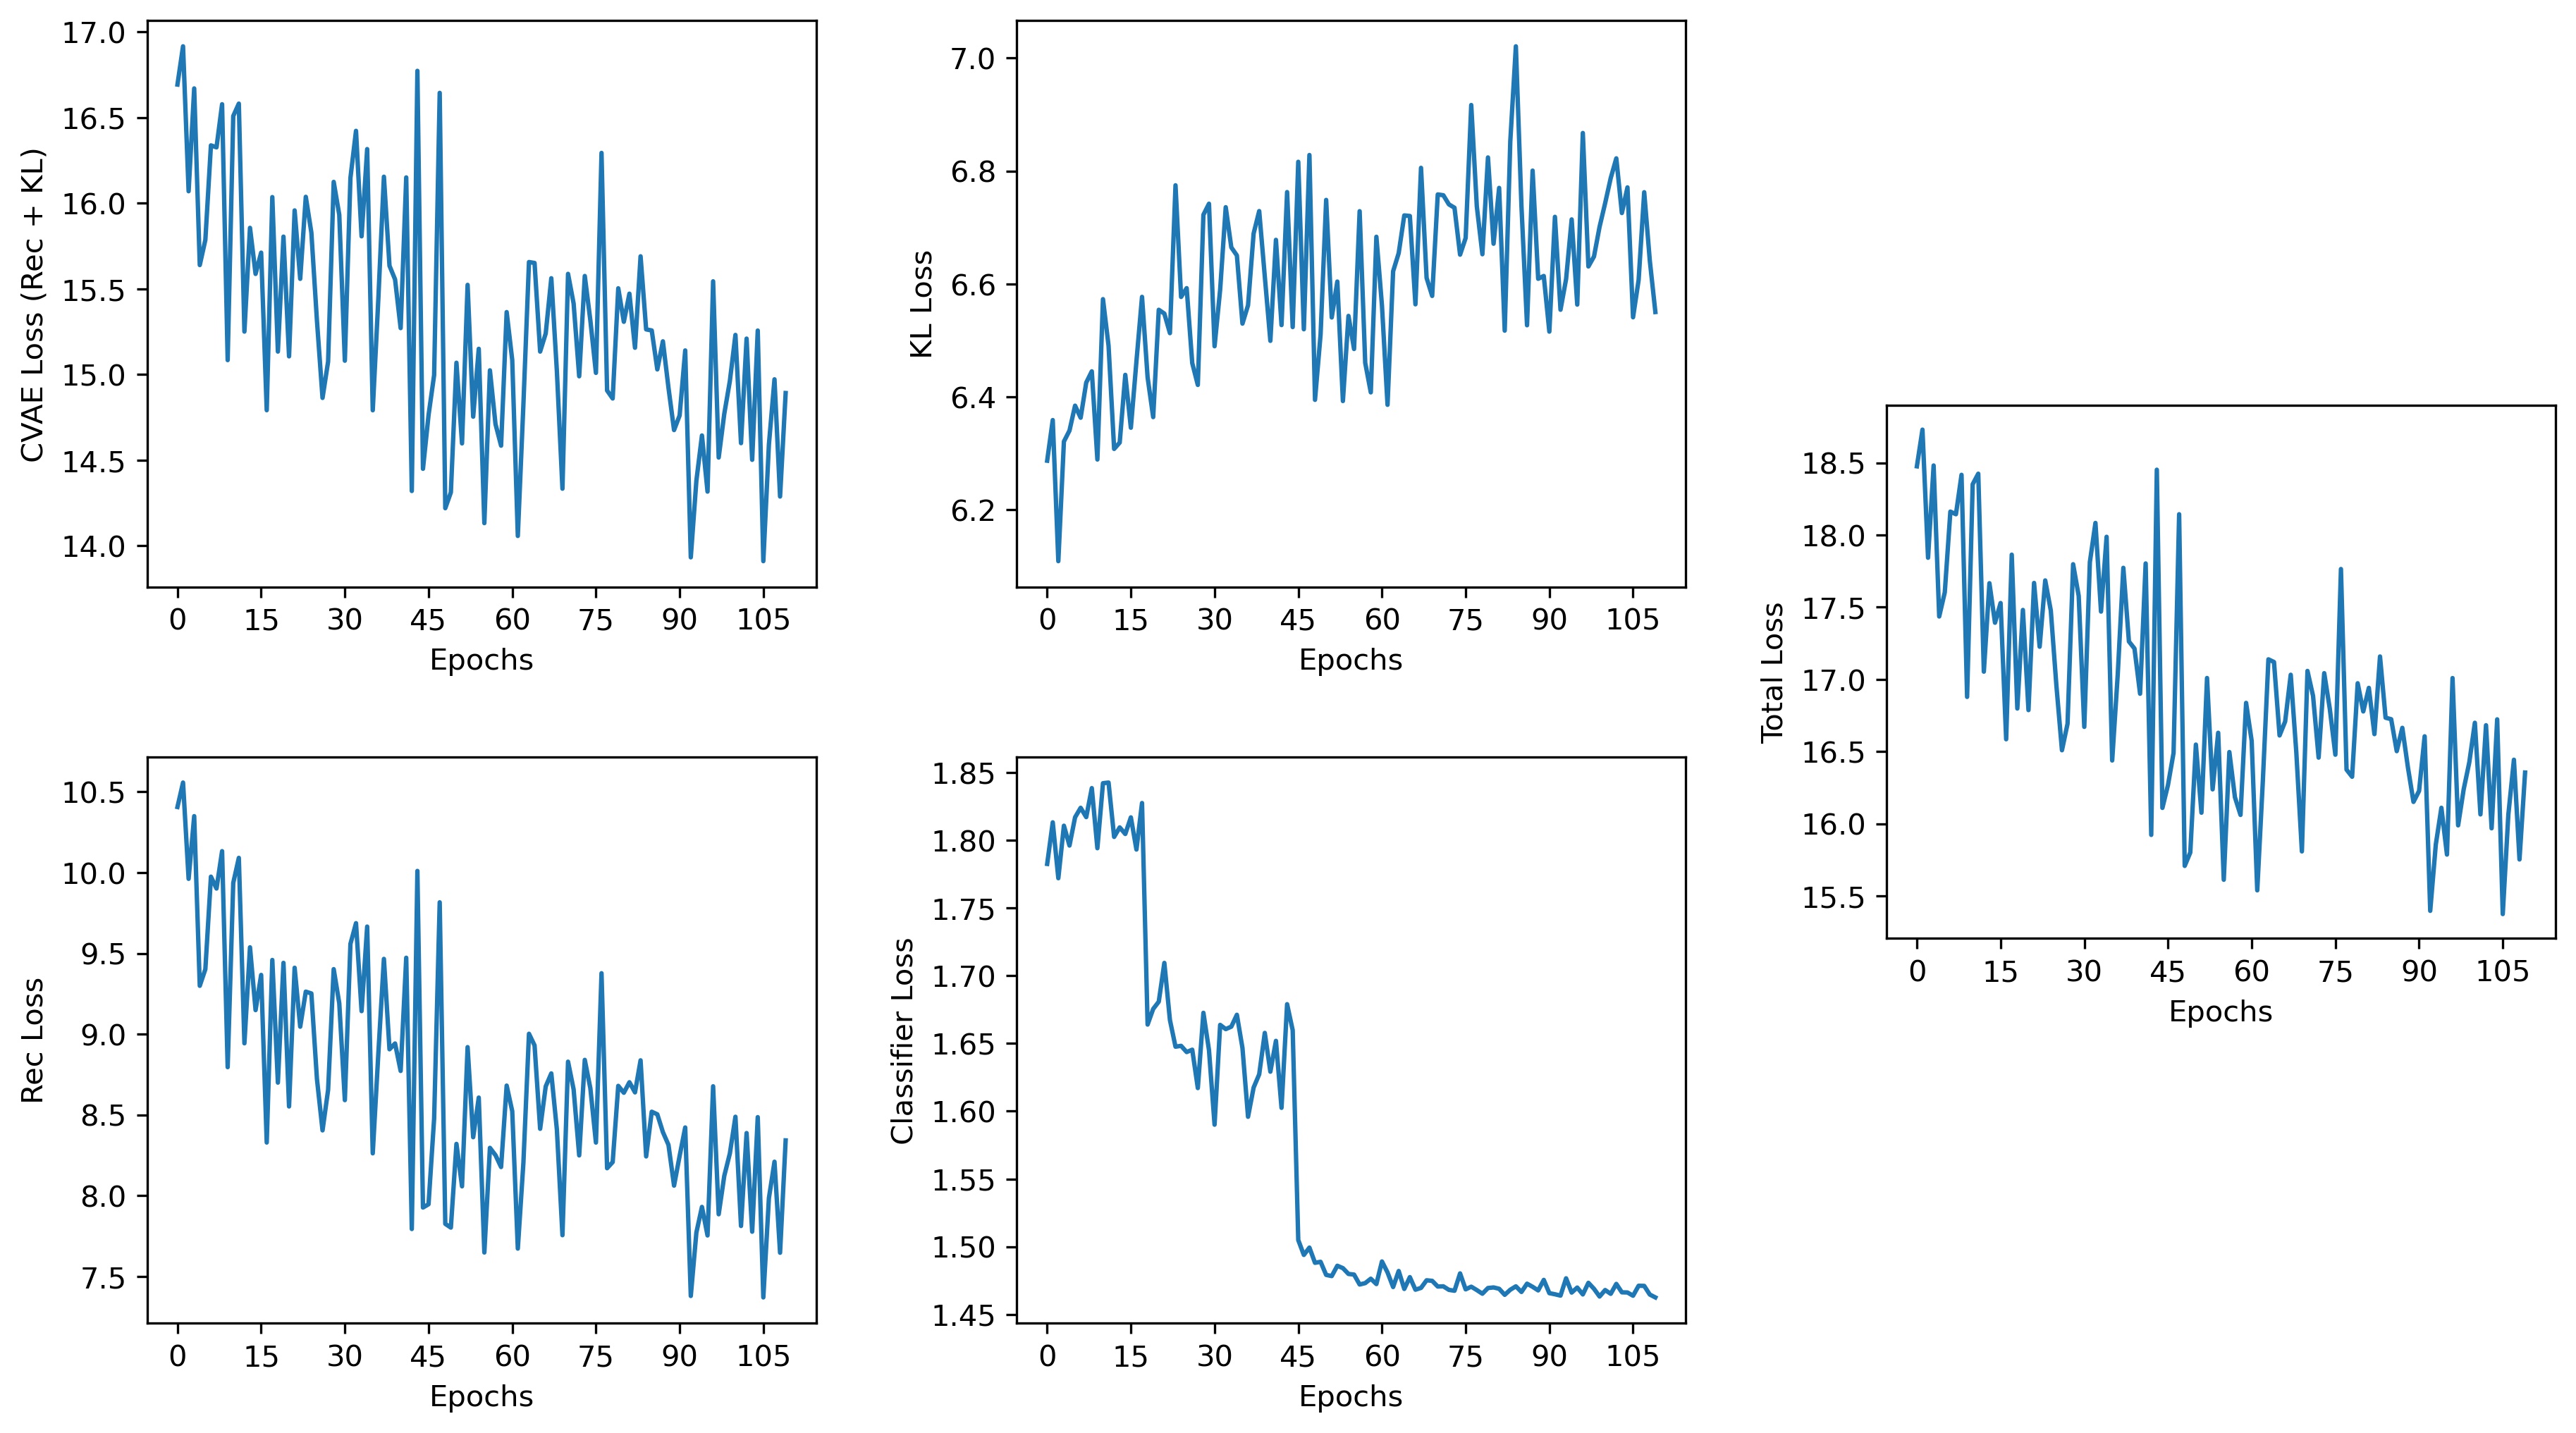 CVAE Loss (Rec + KL)
17.0
16.5
16.0
15.5
15.0
14.5
14.0
0 15 30 45 60 75 90 105
Epochs
KL Loss
7.0
6.8
6.6
6.4
6.2
0 15 30 45 60 75 90 105
Epochs
Rec Loss
10.5
10.0
9.5
9.0
8.5
8.0
7.5
0 15 30 45 60 75 90 105
Epochs
Classifier Loss
1.85
1.80
1.75
1.70
1.65
1.60
1.55
1.50
1.45
0 15 30 45 60 75 90 105
Epochs
Total Loss
18.5
18.0
17.5
17.0
16.5
16.0
15.5
0 15 30 45 60 75 90 105
Epochs